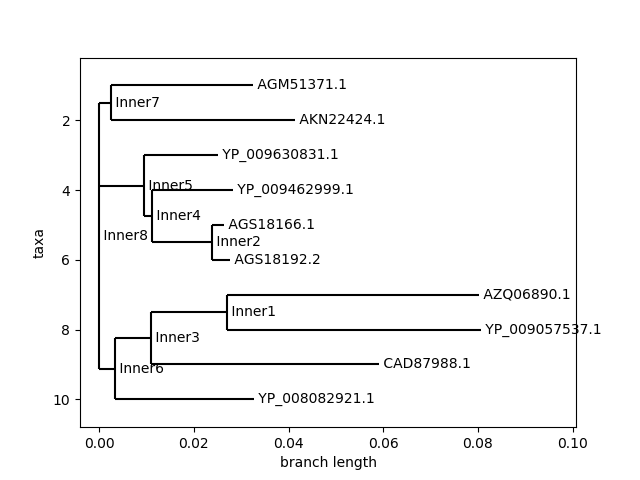 AGM51371.1
Inner7
AKN22424.1
2
YP_009630831.1
Inner5
4
YP_009462999.1
Inner4
AGS18166.1
Inner8
Inner2
taxa
6
AGS18192.2
AZQ06890.1
Inner1
8
YP_009057537.1
Inner3
CAD87988.1
Inner6
10
YP_008082921.1
0.00 0.02 0.04 0.06 0.08 0.10
branch length